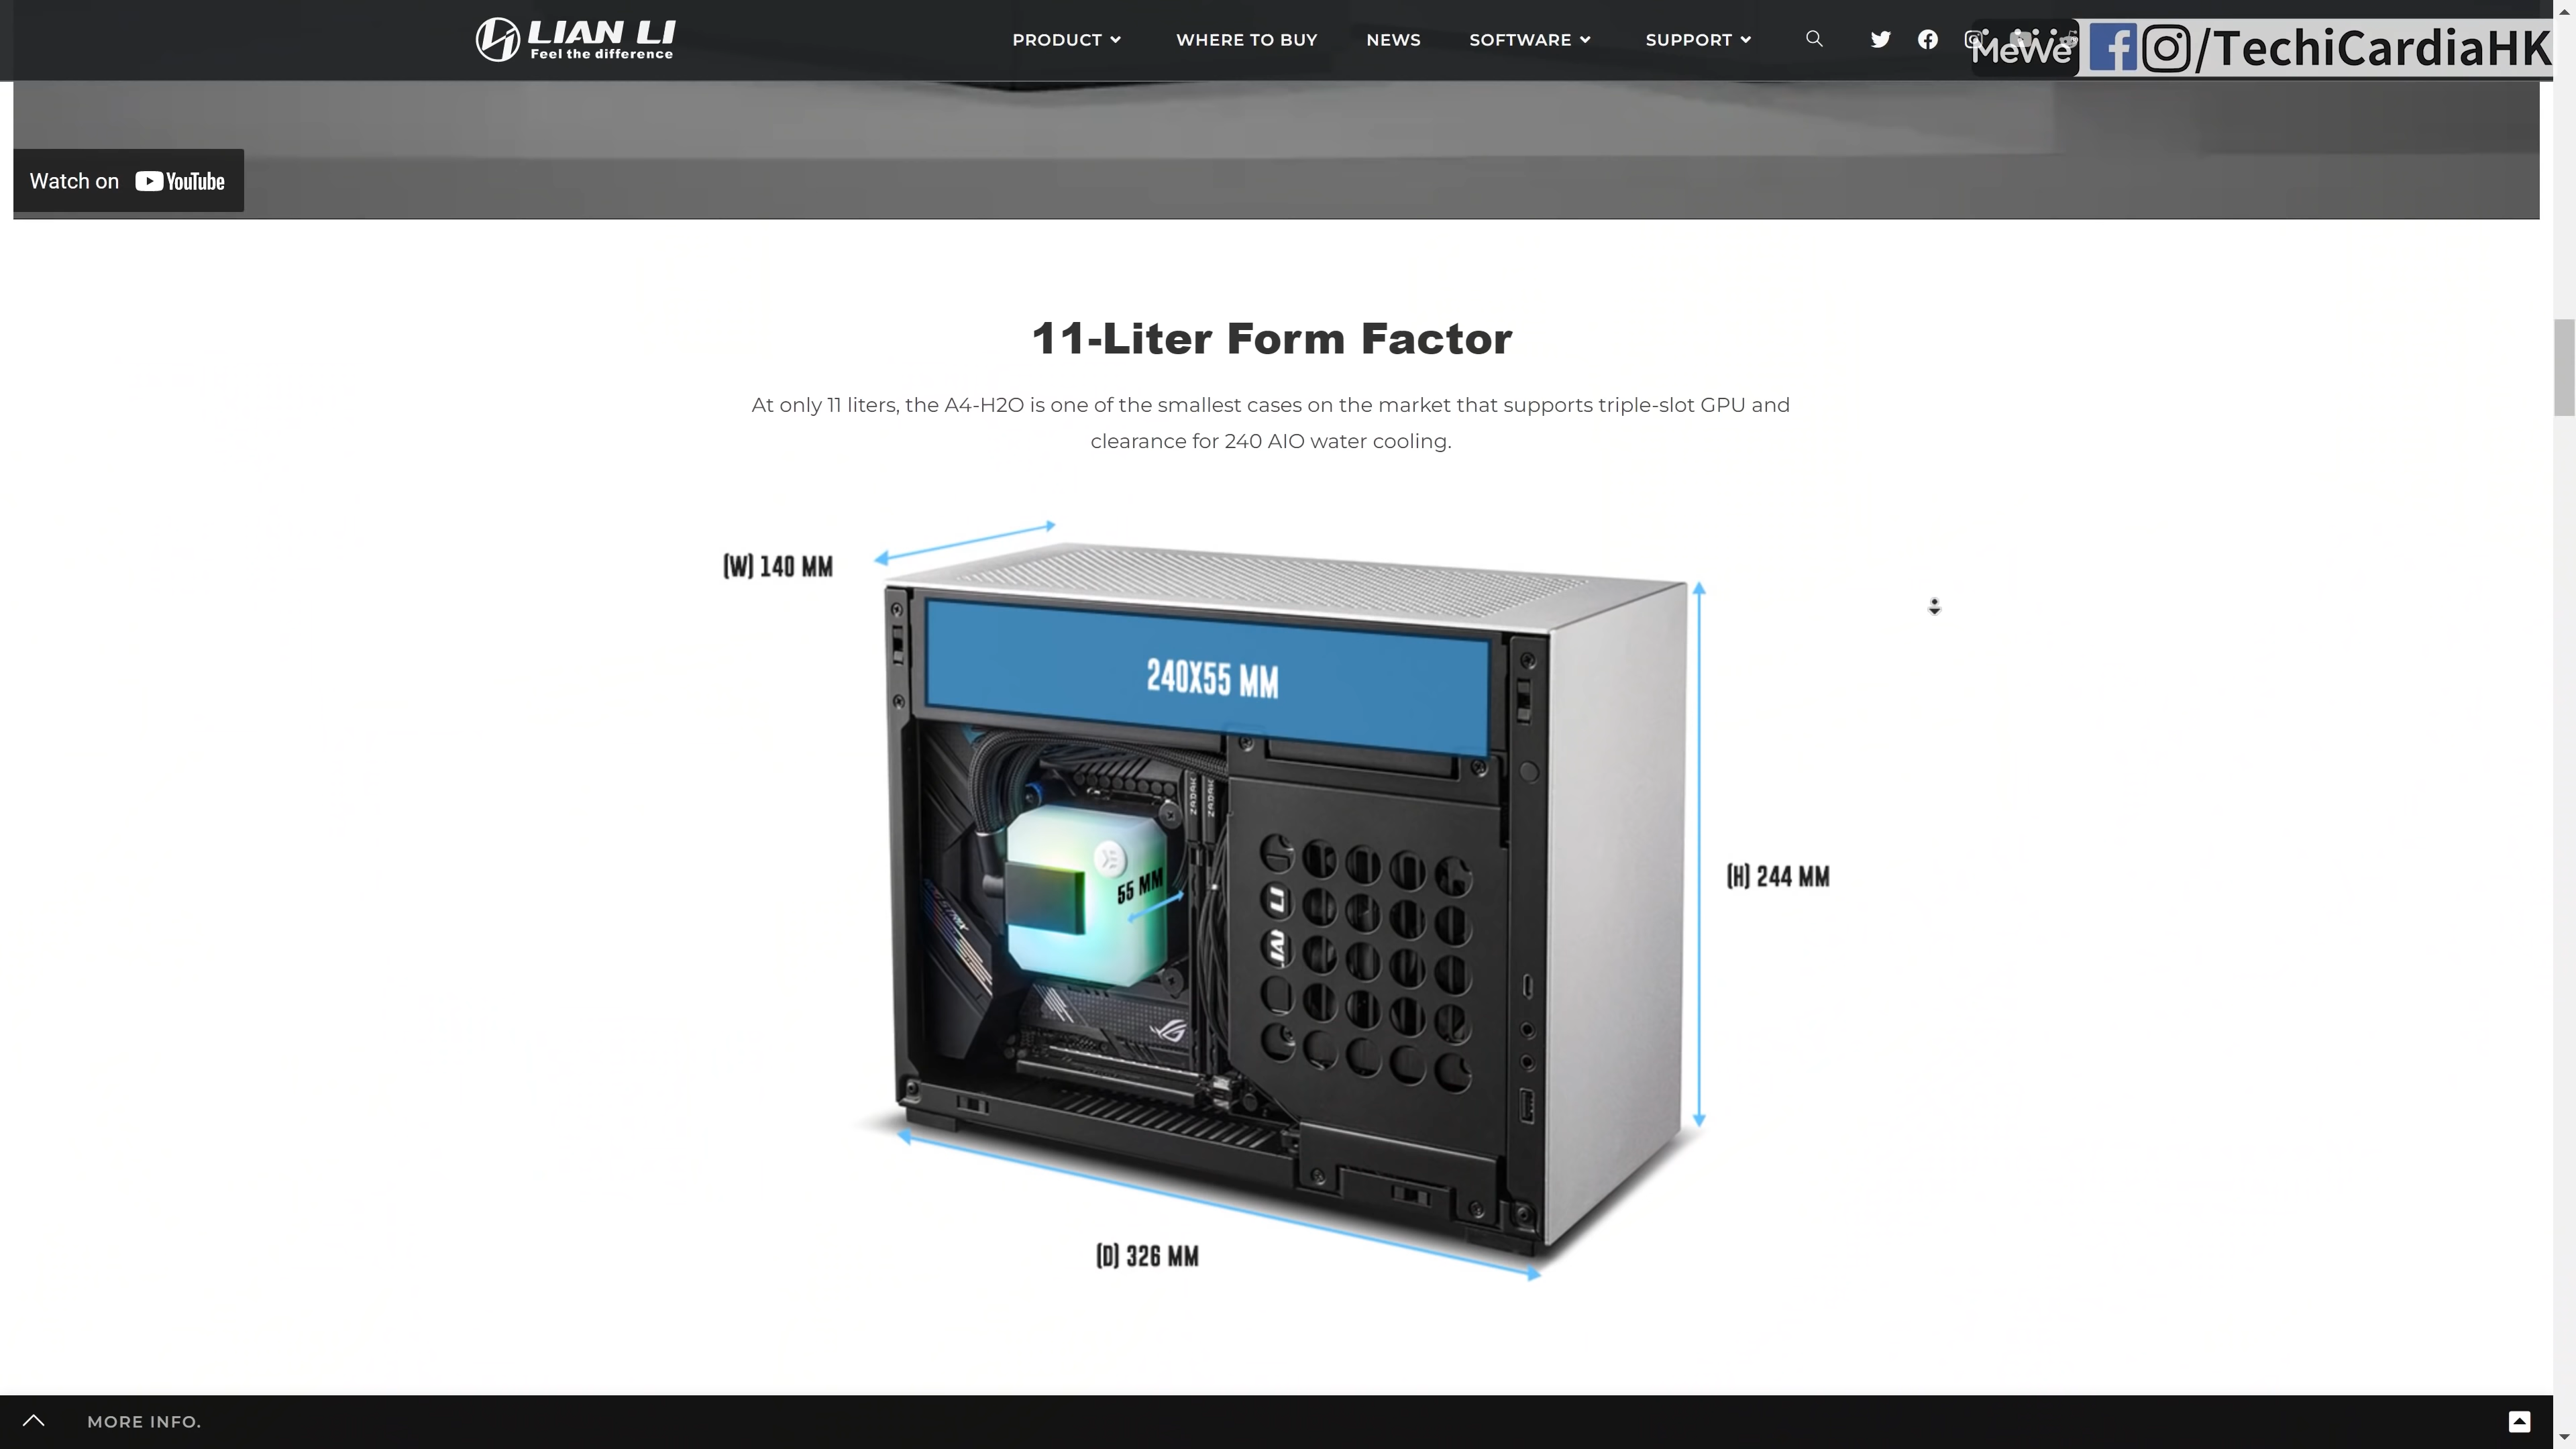 LIAN LI
Feel the difference
PRODUCT
WHERE TO BUY
NEWS
SOFTWARE
SUPPORT
MeWe
/TechiCardiaHK
Watch on YouTube
11-Liter Form Factor
At only 11 liters, the A4-H2O is one of the smallest cases on the market that supports triple-slot GPU and
clearance for 240 AIO water cooling.
(W) 140 MM
240X55 MM
55 MM
(H) 244 MM
(D) 326 MM
MORE INFO.